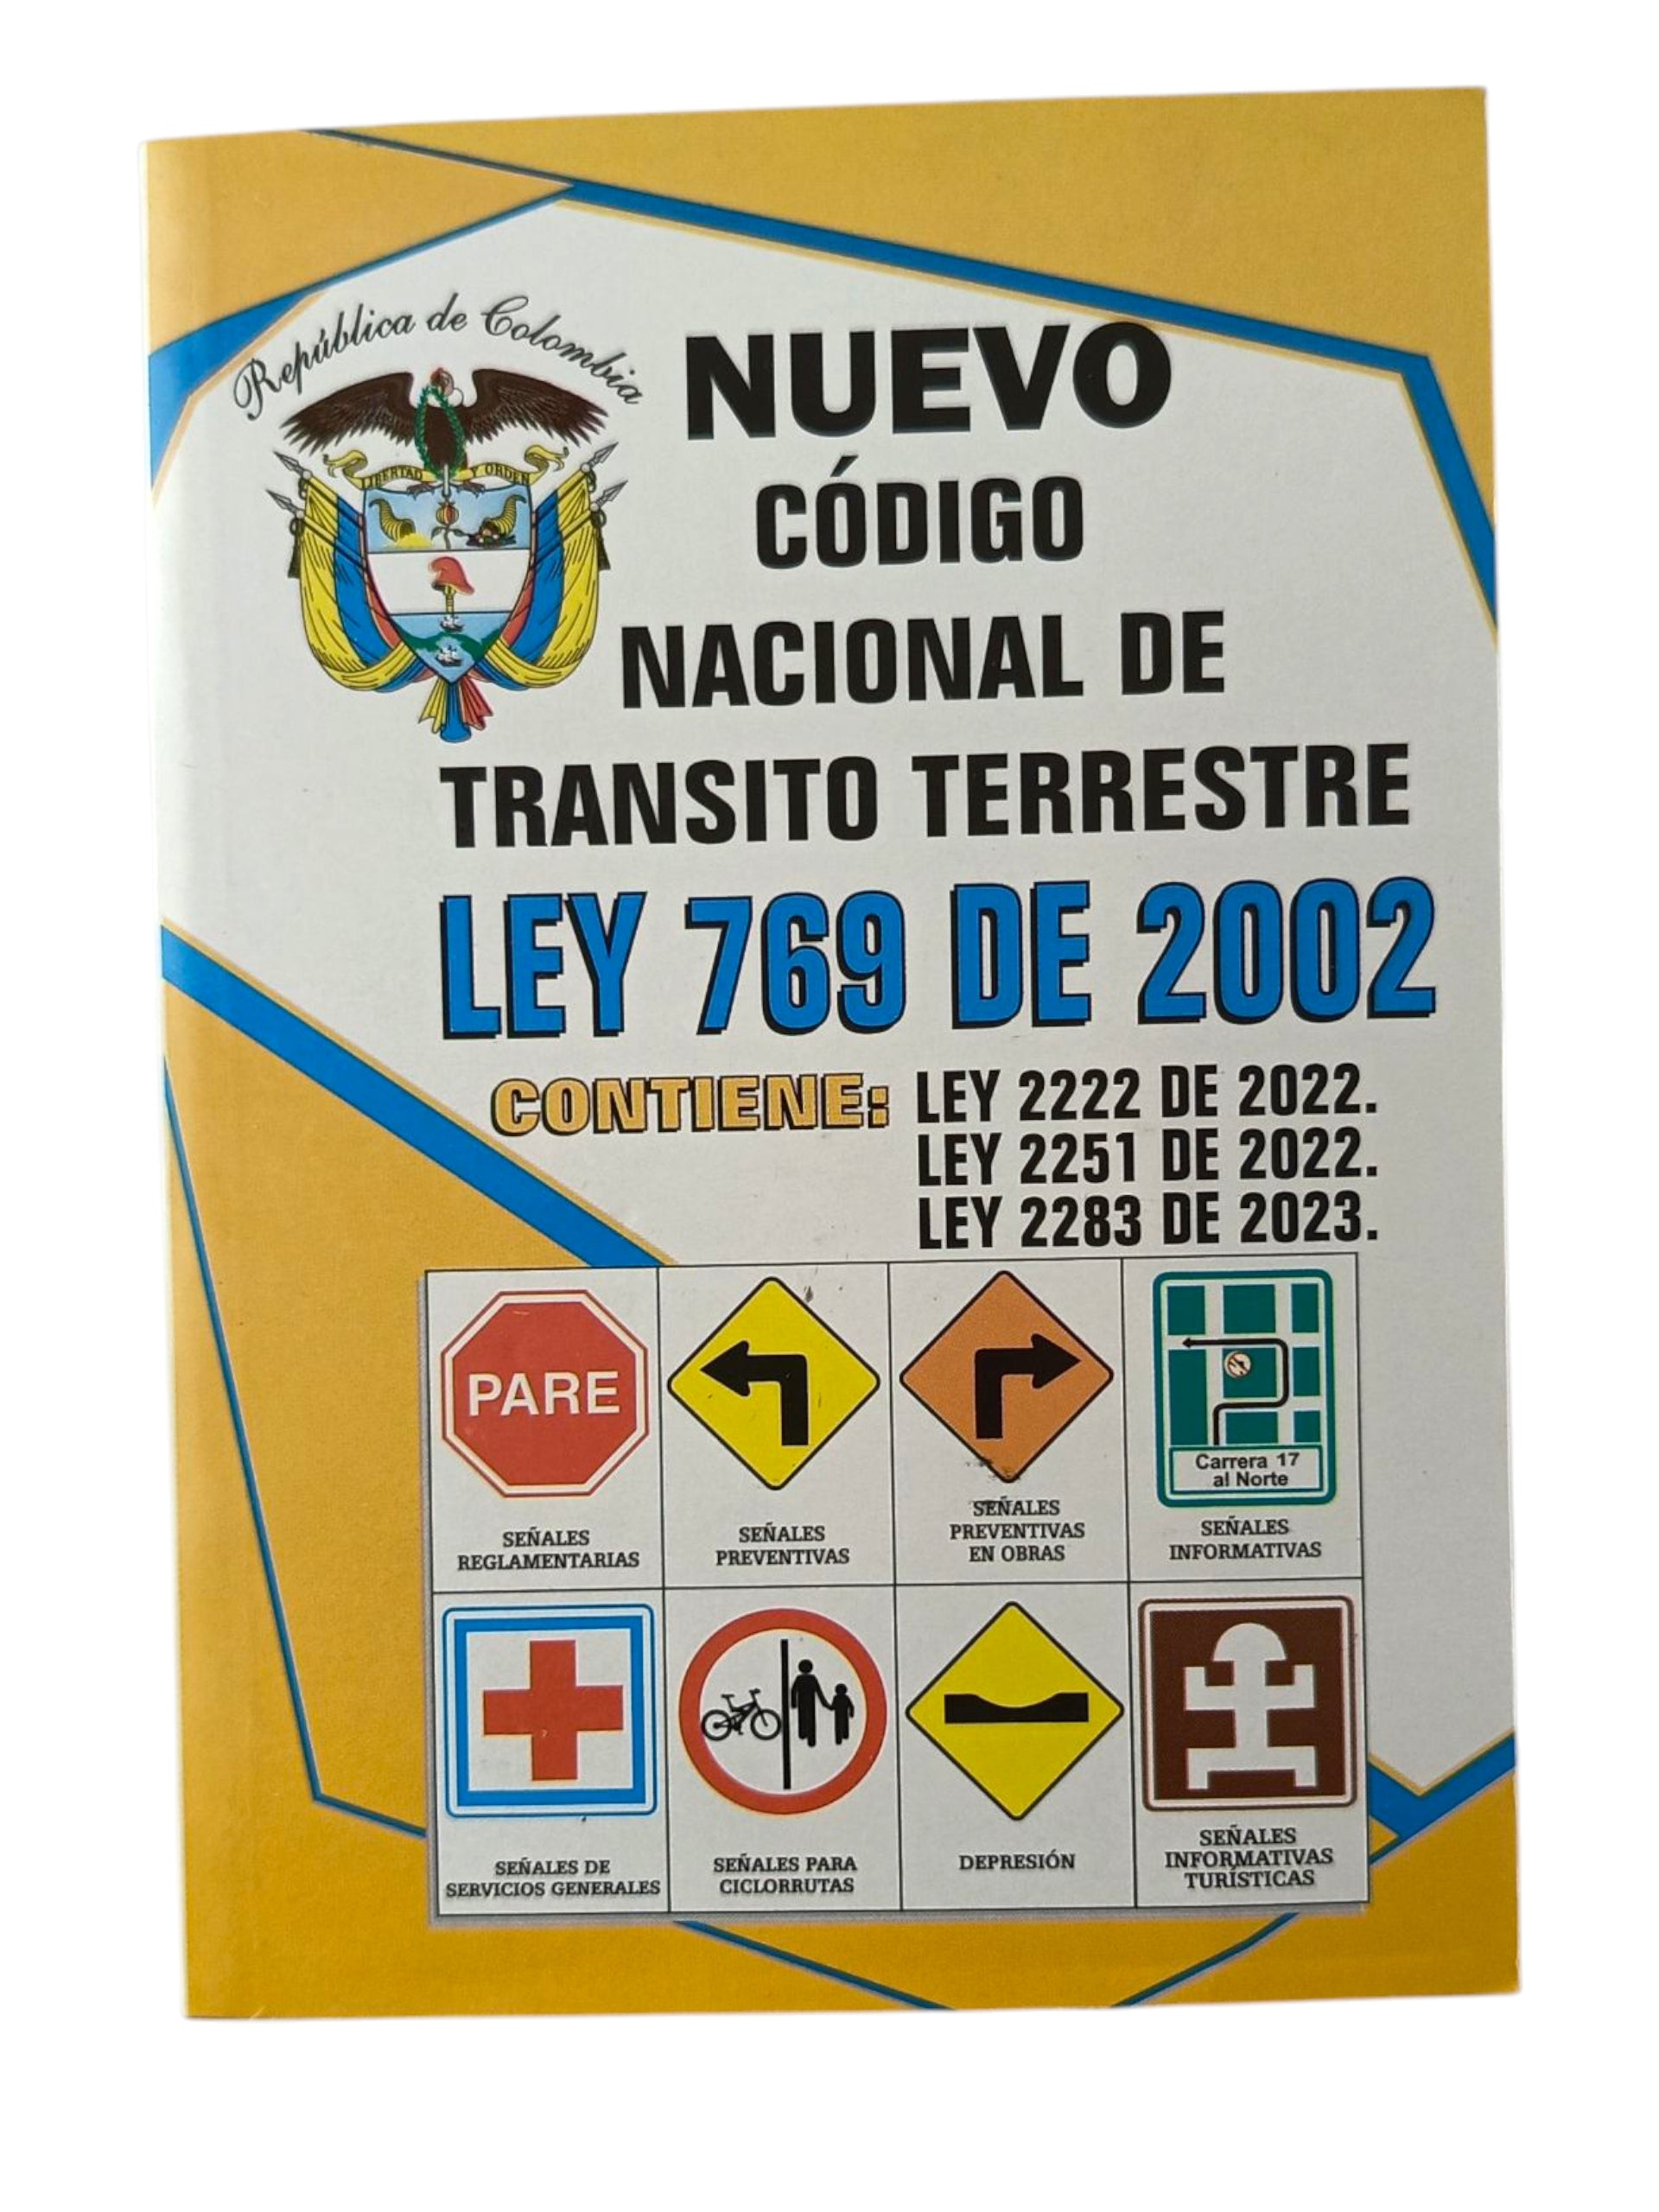 República de Colombia
LIBERTAD Y ORDEN
NUEVO
CÓDIGO
NACIONAL DE
TRANSITO TERRESTRE
LEY 769 DE 2002
CONTIENE: LEY 2222 DE 2022.
LEY 2251 DE 2022.
LEY 2283 DE 2023.
PARE
SEÑALES
REGLAMENTARIAS
SEÑALES
PREVENTIVAS
SEÑALES
PREVENTIVAS
EN OBRAS
Carrera 17
al Norte
SEÑALES
INFORMATIVAS
SEÑALES DE
SERVICIOS GENERALES
SEÑALES PARA
CICLORRUTAS
DEPRESIÓN
SEÑALES
INFORMATIVAS
TURÍSTICAS